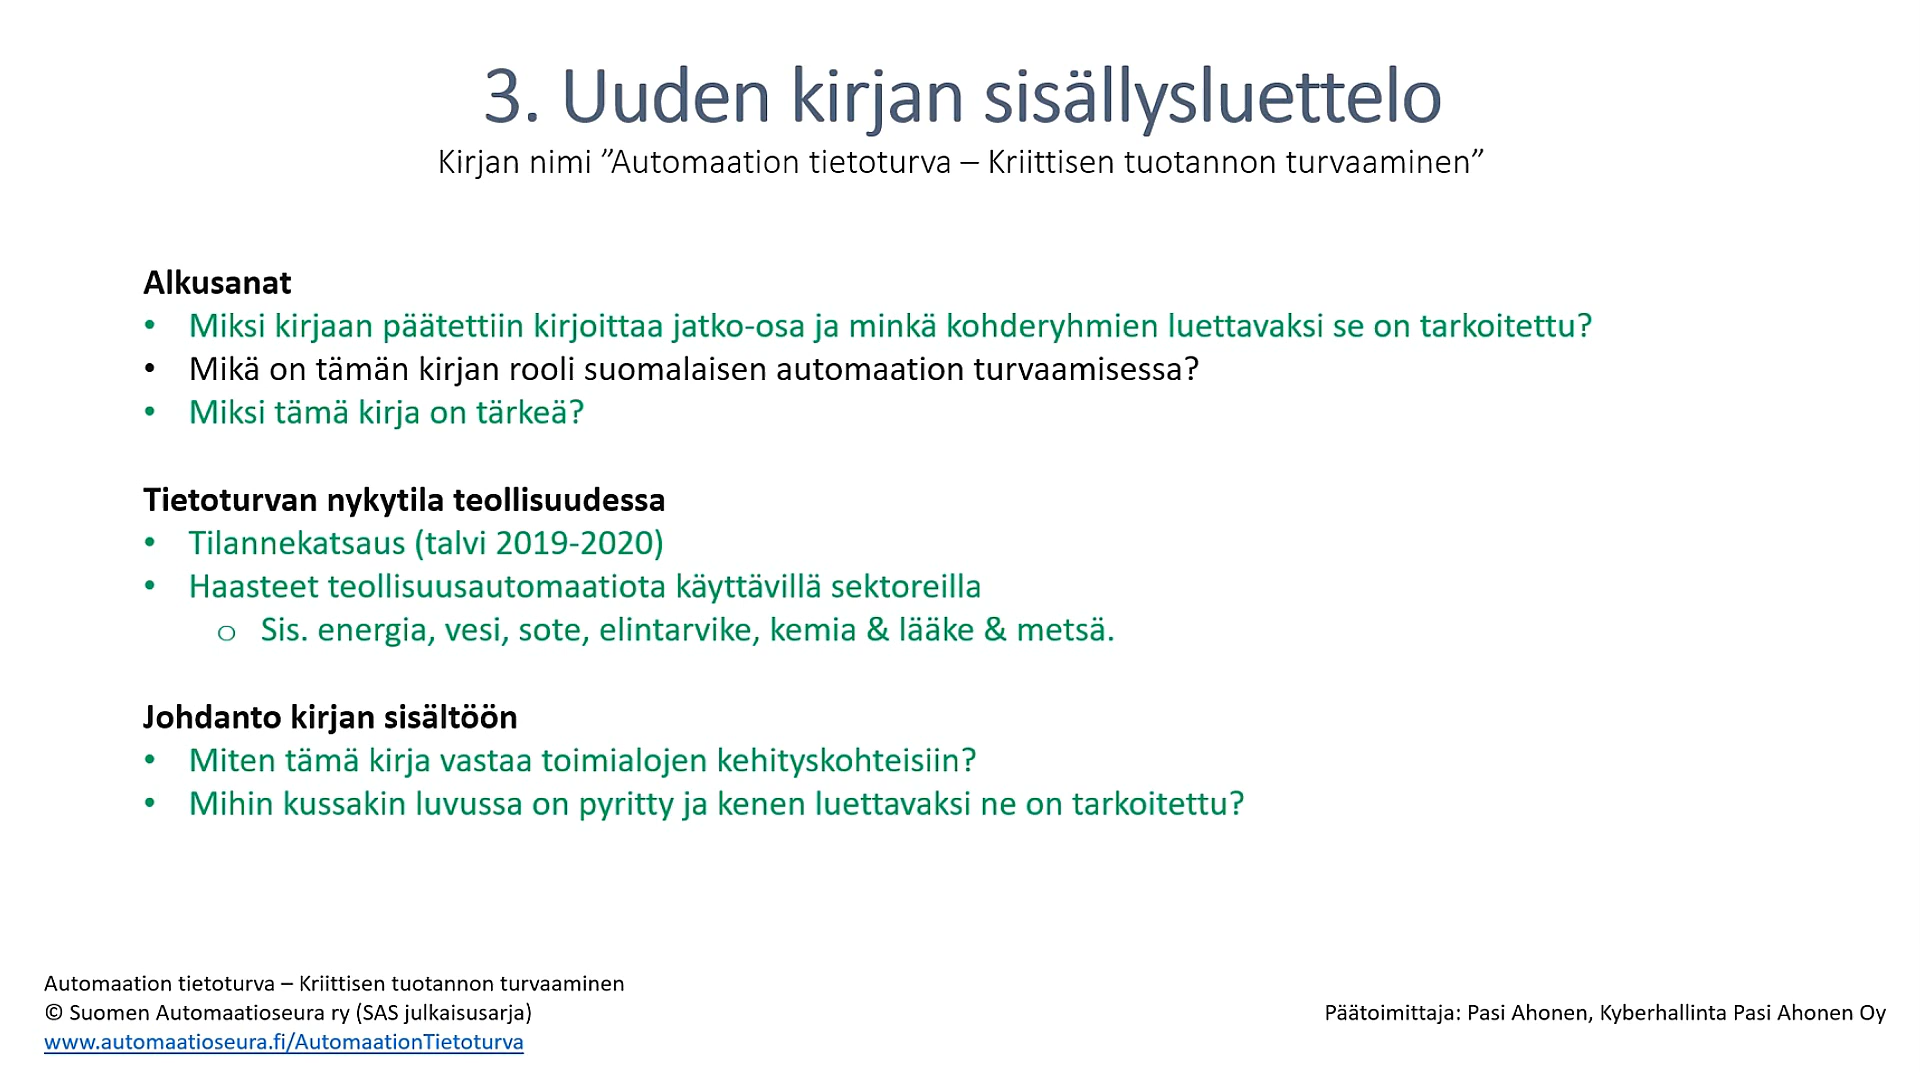 3. Uuden kirjan sisällysluettelo
Kirjan nimi ”Automaation tietoturva – Kriittisen tuotannon turvaaminen”
Alkusanat
• Miksi kirjaan päätettiin kirjoittaa jatko-osa ja minkä kohderyhmien luettavaksi se on tarkoitettu?
• Mikä on tämän kirjan rooli suomalaisen automaation turvaamisessa?
• Miksi tämä kirja on tärkeä?
Tietoturvan nykytila teollisuudessa
• Tilannekatsaus (talvi 2019-2020)
• Haasteet teollisuusautomaatiota käyttävillä sektoreilla
o Sis. energia, vesi, sote, elintarvike, kemia & lääke & metsä.
Johdanto kirjan sisältöön
• Miten tämä kirja vastaa toimialojen kehityskohteisiin?
• Mihin kussakin luvussa on pyritty ja kenen luettavaksi ne on tarkoitettu?
Automaation tietoturva – Kriittisen tuotannon turvaaminen
© Suomen Automaatioseura ry (SAS julkaisusarja)
www.automaatioseura.fi/AutomaationTietoturva
Päätoimittaja: Pasi Ahonen, Kyberhallinta Pasi Ahonen Oy